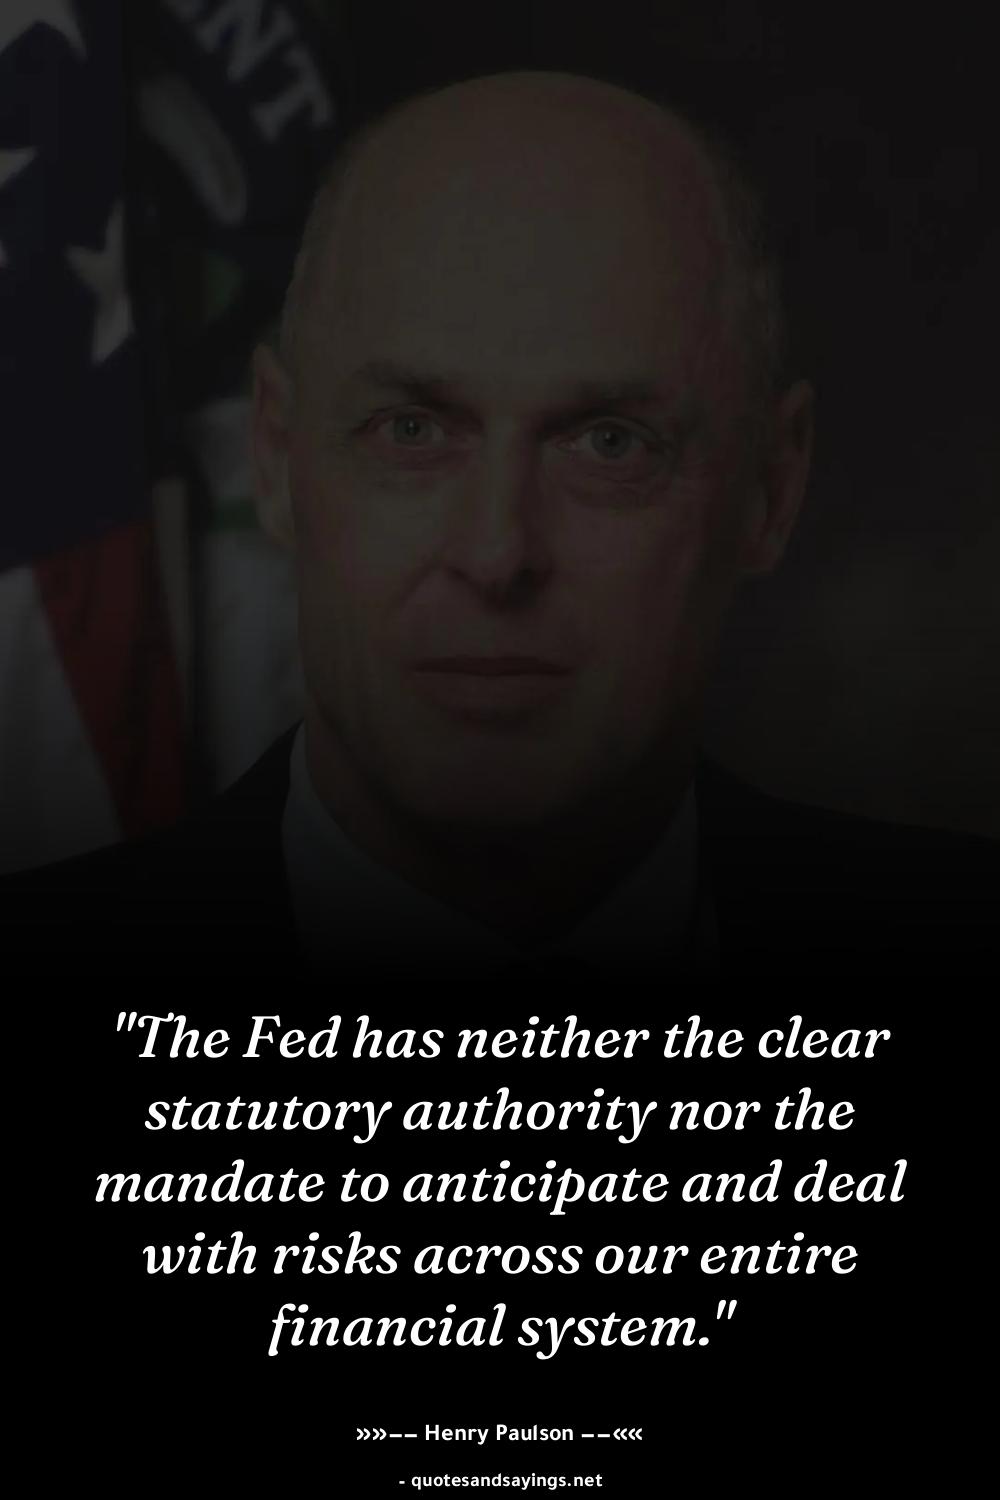 ENT
"The Fed has neither the clear
statutory authority nor the
mandate to anticipate and deal
with risks across our entire
financial system."
»»—— Henry Paulson ——««
- quotesandsayings.net